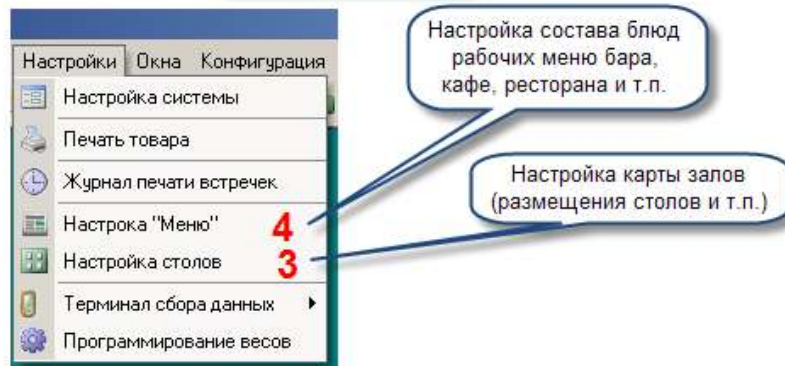 Настройки Окна Конфигурация
Настройка системы
Печать товара
Журнал печати встречек
Настрока "Меню" 4
Настройка столов 3
Терминал сбора данных
Программирование весов
Настройка состава блюд
рабочих меню бара,
кафе, ресторана и т.п.
Настройка карты залов
(размещения столов и т.п.)